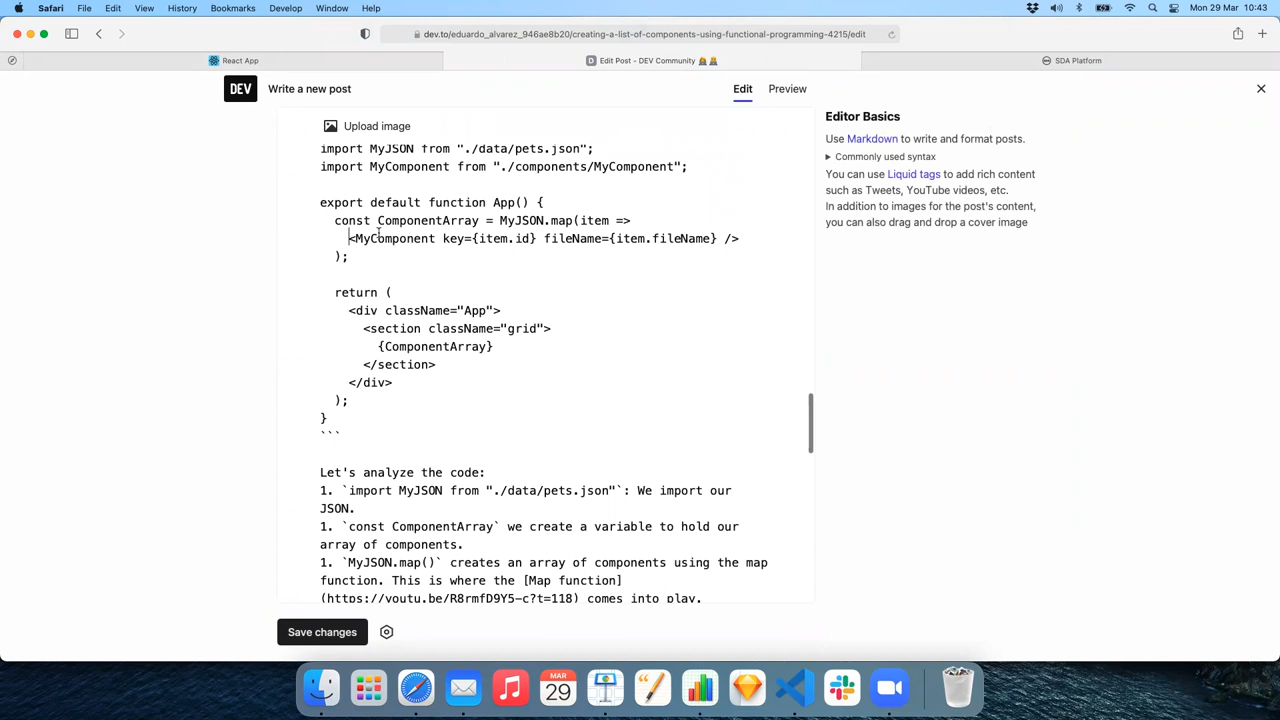 Safari File Edit View History Bookmarks Develop Window Help Mon 29 Mar 10:43
dev.to/eduardo_alvarez_946ae8b20/creating-a-list-of-components-using-functional-programming-4215/edit
React App Edit Post - DEV Community 👩‍💻👨‍💻 SDA Platform
DEV Write a new post Edit Preview
Upload image
import MyJSON from "./data/pets.json";
import MyComponent from "./components/MyComponent";
export default function App() {
const ComponentArray = MyJSON.map(item =>
<MyComponent key={item.id} fileName={item.fileName} />
);
return (
<div className="App">
<section className="grid">
{ComponentArray}
</section>
</div>
);
}
```
Let's analyze the code:
1. `import MyJSON from "./data/pets.json"`: We import our
JSON.
1. `const ComponentArray` we create a variable to hold our
array of components.
1. `MyJSON.map()` creates an array of components using the map
function. This is where the [Map function]
(https://youtu.be/R8rmfD9Y5-c?t=118) comes into play.
Editor Basics
Use Markdown to write and format posts.
Commonly used syntax
You can use Liquid tags to add rich content
such as Tweets, YouTube videos, etc.
In addition to images for the post's content,
you can also drag and drop a cover image
Save changes
MAR
29